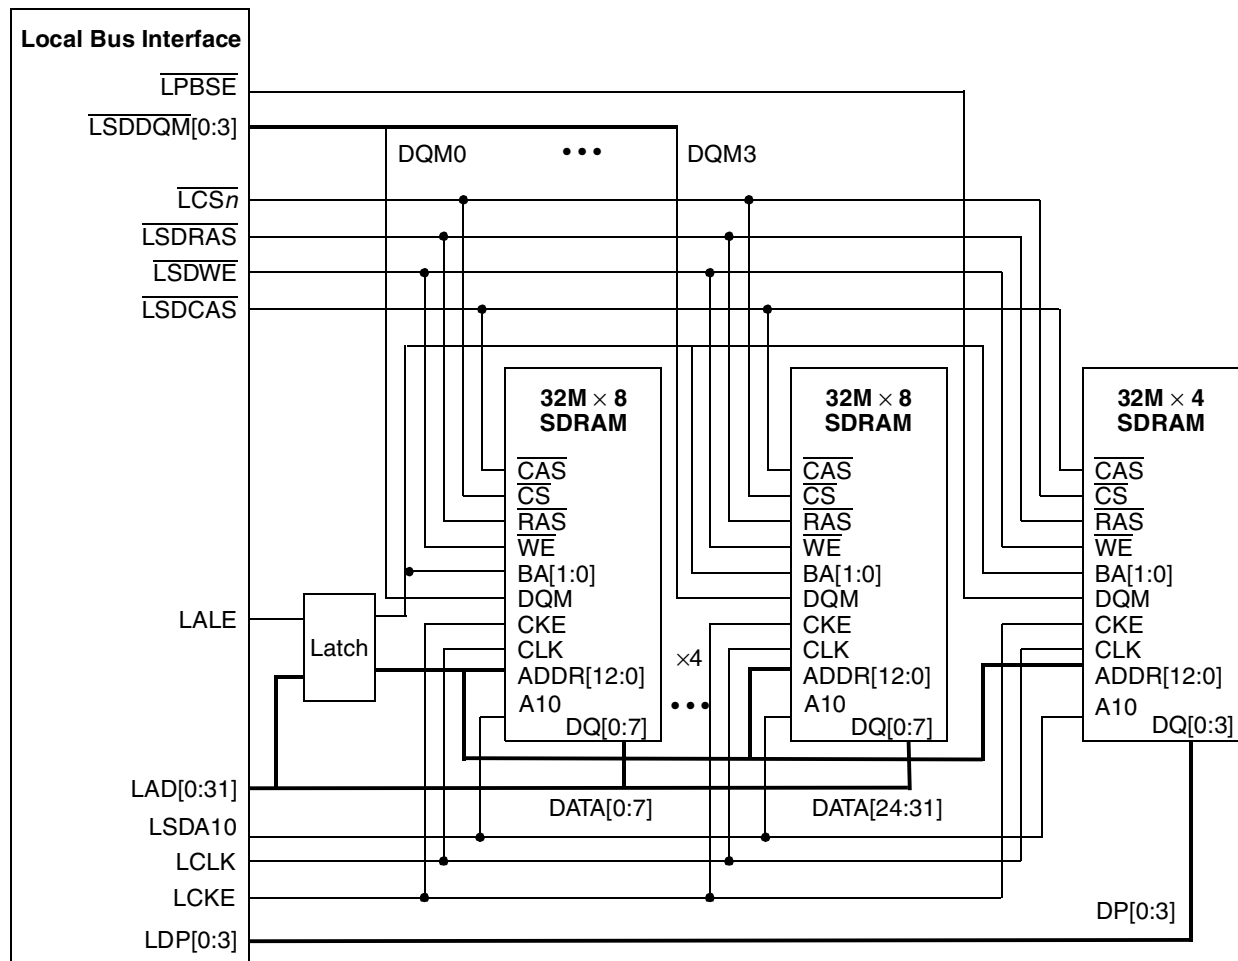 Local Bus Interface
LPBSE
LSDDQM[0:3]
DQM0
• • •
DQM3
LCSn
LSDRAS
LSDWE
LSDCAS
32M × 8
SDRAM
CAS
CS
RAS
WE
BA[1:0]
DQM
CKE
CLK
ADDR[12:0]
A10
DQ[0:7]
×4
• • •
32M × 8
SDRAM
CAS
CS
RAS
WE
BA[1:0]
DQM
CKE
CLK
ADDR[12:0]
A10
DQ[0:7]
32M × 4
SDRAM
CAS
CS
RAS
WE
BA[1:0]
DQM
CKE
CLK
ADDR[12:0]
A10
DQ[0:3]
LALE
Latch
LAD[0:31]
DATA[0:7]
DATA[24:31]
LSDA10
LCLK
LCKE
DP[0:3]
LDP[0:3]